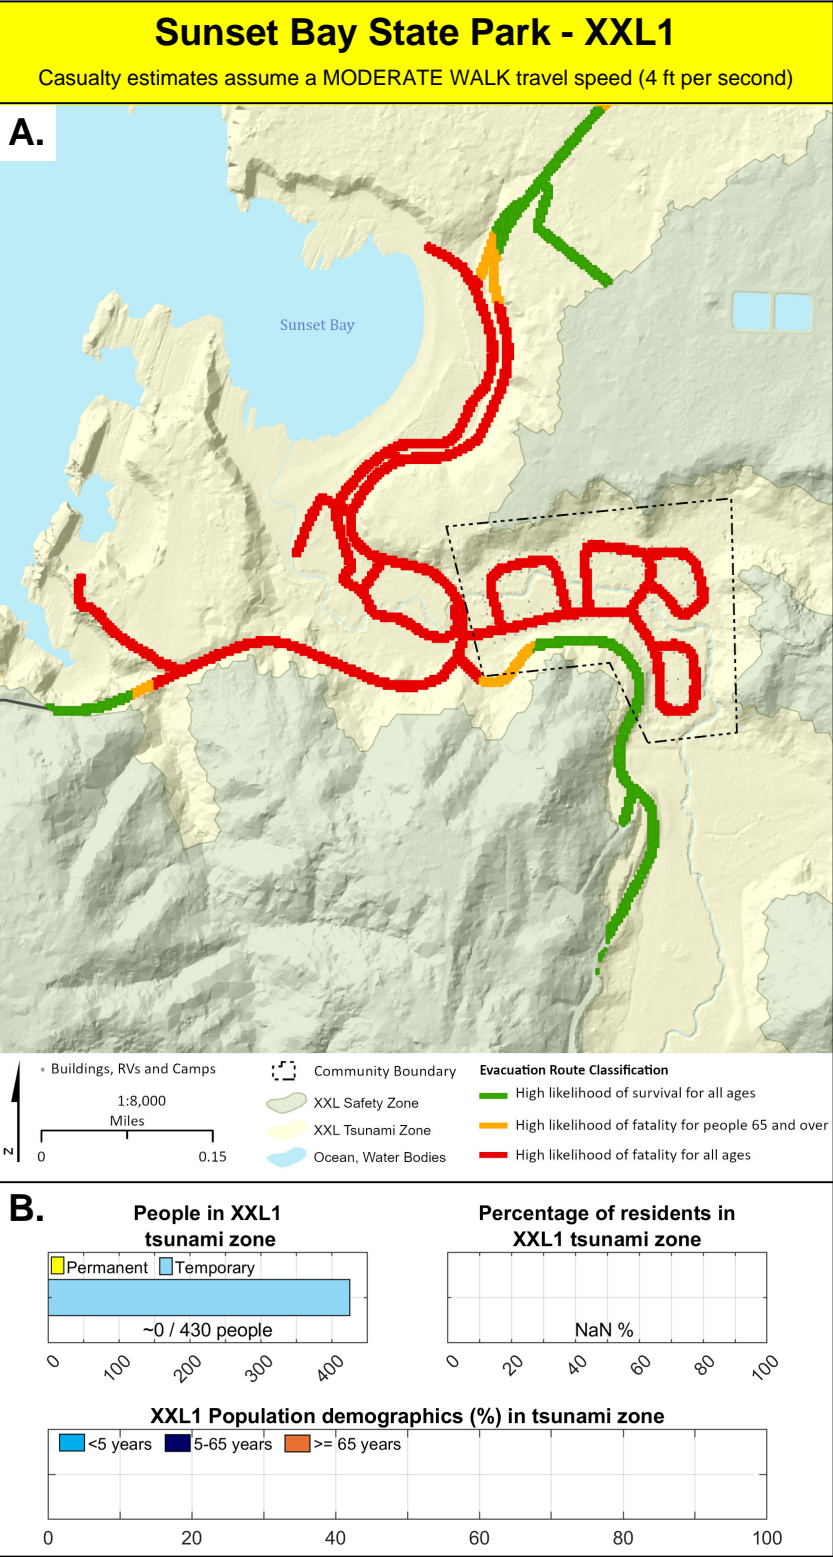 Sunset Bay State Park - XXL1
Casualty estimates assume a MODERATE WALK travel speed (4 ft per second)
A.
Sunset Bay
Buildings, RVs and Camps
1:8,000
Miles
0 0.15
N
Community Boundary
XXL Safety Zone
XXL Tsunami Zone
Ocean, Water Bodies
Evacuation Route Classification
High likelihood of survival for all ages
High likelihood of fatality for people 65 and over
High likelihood of fatality for all ages
B.
People in XXL1
tsunami zone
Permanent Temporary
~0 / 430 people
0 100 200 300 400
Percentage of residents in
XXL1 tsunami zone
NaN %
0 20 40 60 80 100
XXL1 Population demographics (%) in tsunami zone
<5 years 5-65 years >= 65 years
0 20 40 60 80 100